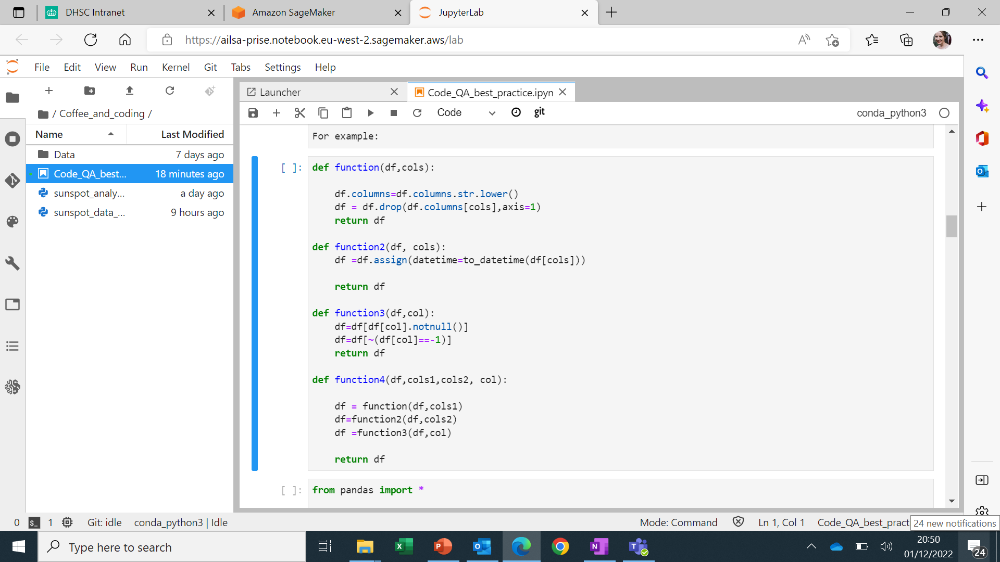 DHSC Intranet
Amazon SageMaker
JupyterLab
https://ailsa-prise.notebook.eu-west-2.sagemaker.aws/lab
File Edit View Run Kernel Git Tabs Settings Help
/ Coffee_and_coding /
Name Last Modified
Data 7 days ago
Code_QA_best... 18 minutes ago
sunspot_analy... a day ago
sunspot_data_... 9 hours ago
Launcher
Code_QA_best_practice.ipyn
Code
git
conda_python3
For example:
[ ]:
def function(df,cols):
    df.columns=df.columns.str.lower()
    df = df.drop(df.columns[cols],axis=1)
    return df
def function2(df, cols):
    df =df.assign(datetime=to_datetime(df[cols]))
    return df
def function3(df,col):
    df=df[df[col].notnull()]
    df=df[~(df[col]==-1)]
    return df
def function4(df,cols1,cols2, col):
    df = function(df,cols1)
    df=function2(df,cols2)
    df =function3(df,col)
    return df
[ ]:
from pandas import *
0 $_ 1 Git: idle conda_python3 | Idle
Mode: Command Ln 1, Col 1 Code_QA_best_pract
24 new notifications
Type here to search
20:50
01/12/2022
24